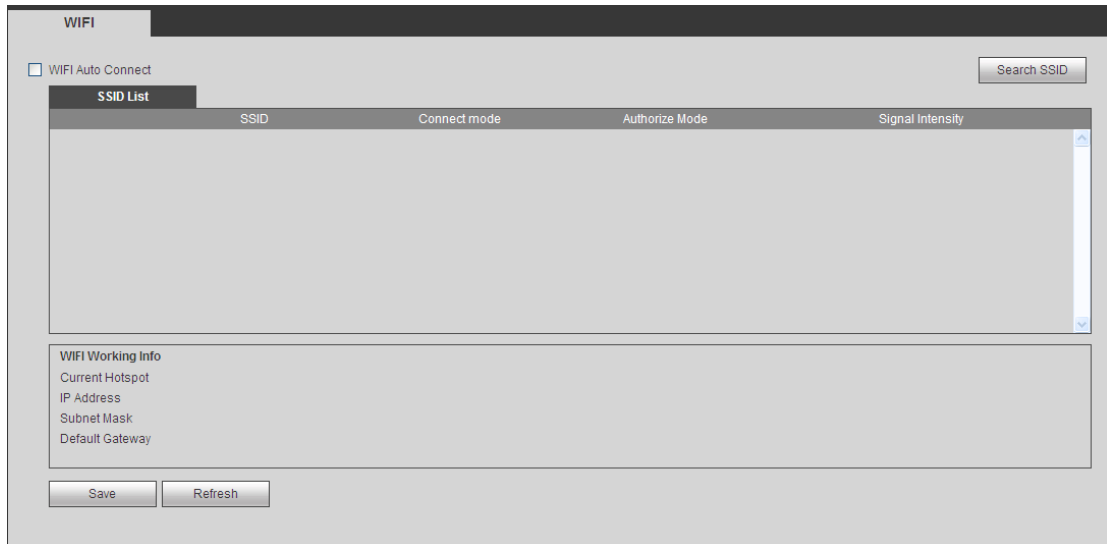 WIFI
WIFI Auto Connect
Search SSID
SSID List
SSID Connect mode Authorize Mode Signal Intensity
WIFI Working Info
Current Hotspot
IP Address
Subnet Mask
Default Gateway
Save Refresh